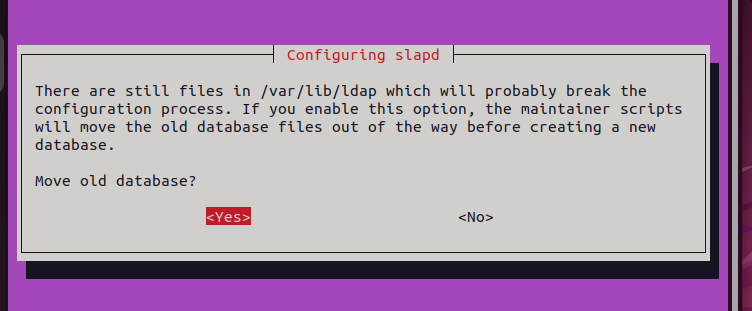 Configuring slapd
There are still files in /var/lib/ldap which will probably break the
configuration process. If you enable this option, the maintainer scripts
will move the old database files out of the way before creating a new
database.
Move old database?
<Yes> <No>